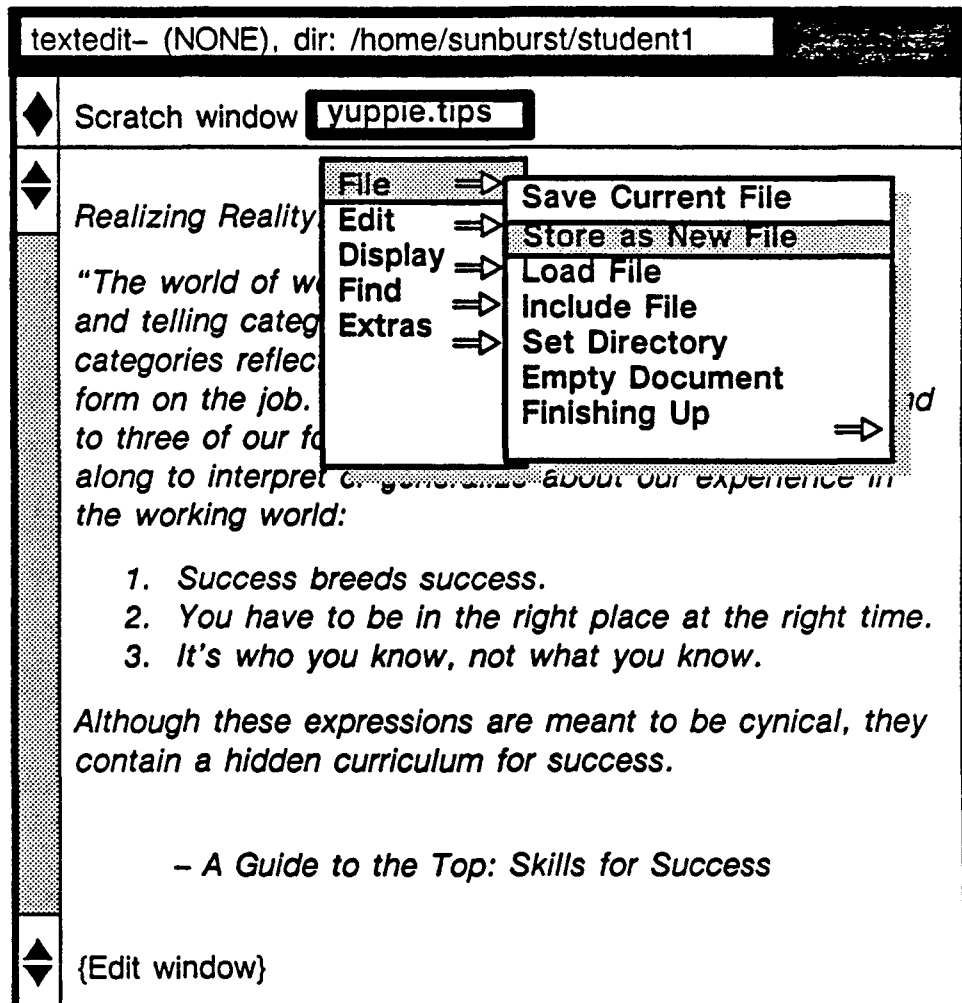 textedit– (NONE), dir: /home/sunburst/student1
Scratch window yuppie.tips
File
Edit
Display
Find
Extras
Save Current File
Store as New File
Load File
Include File
Set Directory
Empty Document
Finishing Up
Realizing Reality
"The world of
and telling
categories
form on the job.
to three of our
along to interpret about our experience in
the working world:
1. Success breeds success.
2. You have to be in the right place at the right time.
3. It's who you know, not what you know.
Although these expressions are meant to be cynical, they
contain a hidden curriculum for success.
– A Guide to the Top: Skills for Success
{Edit window}